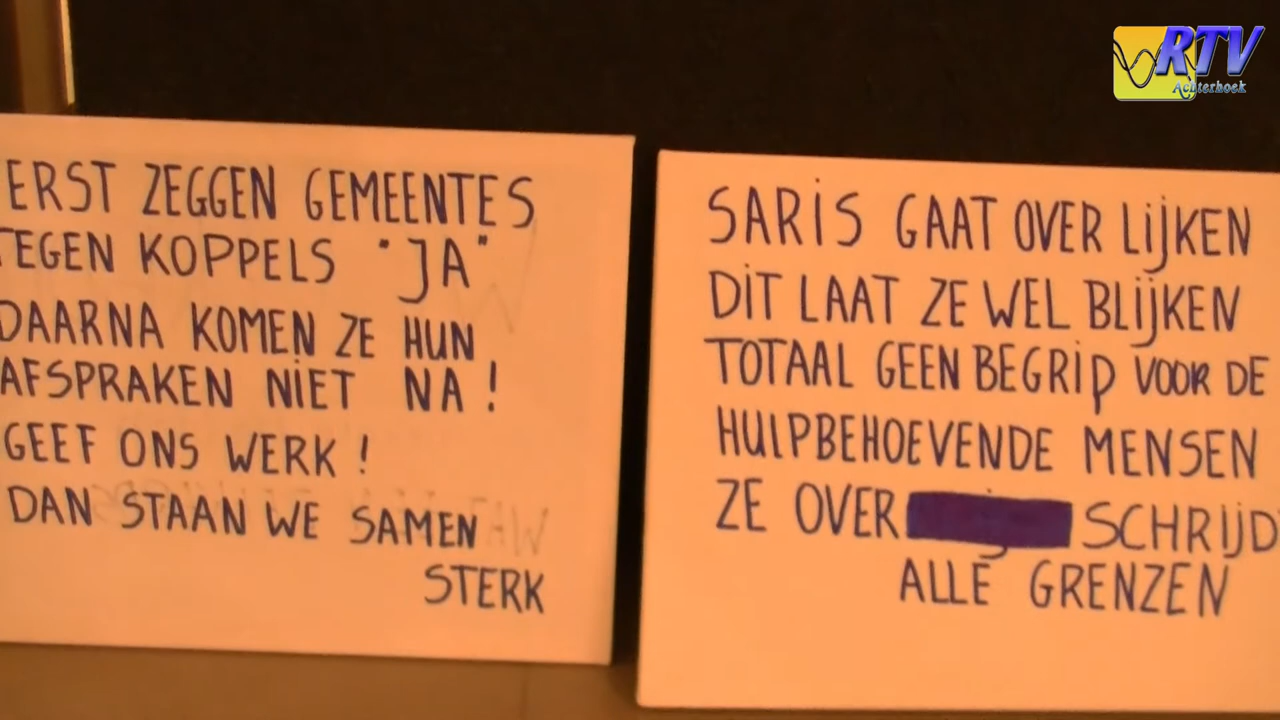 RTV
Achterhoek
ERST ZEGGEN GEMEENTES
TEGEN KOPPELS "JA"
DAARNA KOMEN ZE HUN
AFSPRAKEN NIET NA!
GEEF ONS WERK!
DAN STAAN WE SAMEN
STERK
SARIS GAAT OVER LIJKEN
DIT LAAT ZE WEL BLIJKEN
TOTAAL GEEN BEGRIP VOOR DE
HULPBEHOEVENDE MENSEN
ZE OVER SCHRIJD
ALLE GRENZEN